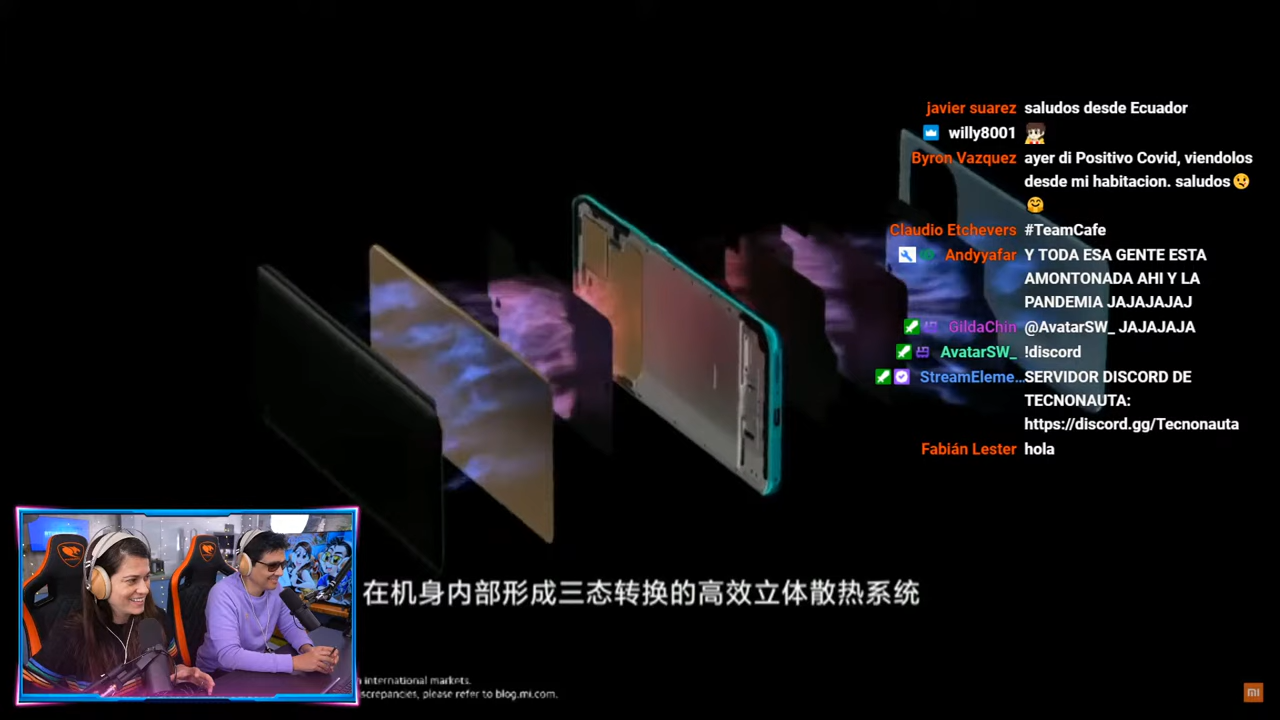 javier suarez saludos desde Ecuador
willy8001
Byron Vazquez ayer di Positivo Covid, viendolos
desde mi habitacion. saludos😢
🤗
Claudio Etchevers #TeamCafe
Andyyafar Y TODA ESA GENTE ESTA
AMONTONADA AHI Y LA
PANDEMIA JAJAJAJAJ
GildaChin @AvatarSW_ JAJAJAJA
AvatarSW_ !discord
StreamEleme... SERVIDOR DISCORD DE
TECNONAUTA:
https://discord.gg/Tecnonauta
Fabián Lester hola
在机身内部形成三态转换的高效立体散热系统
international markets.
please refer to blog.mi.com.
mi